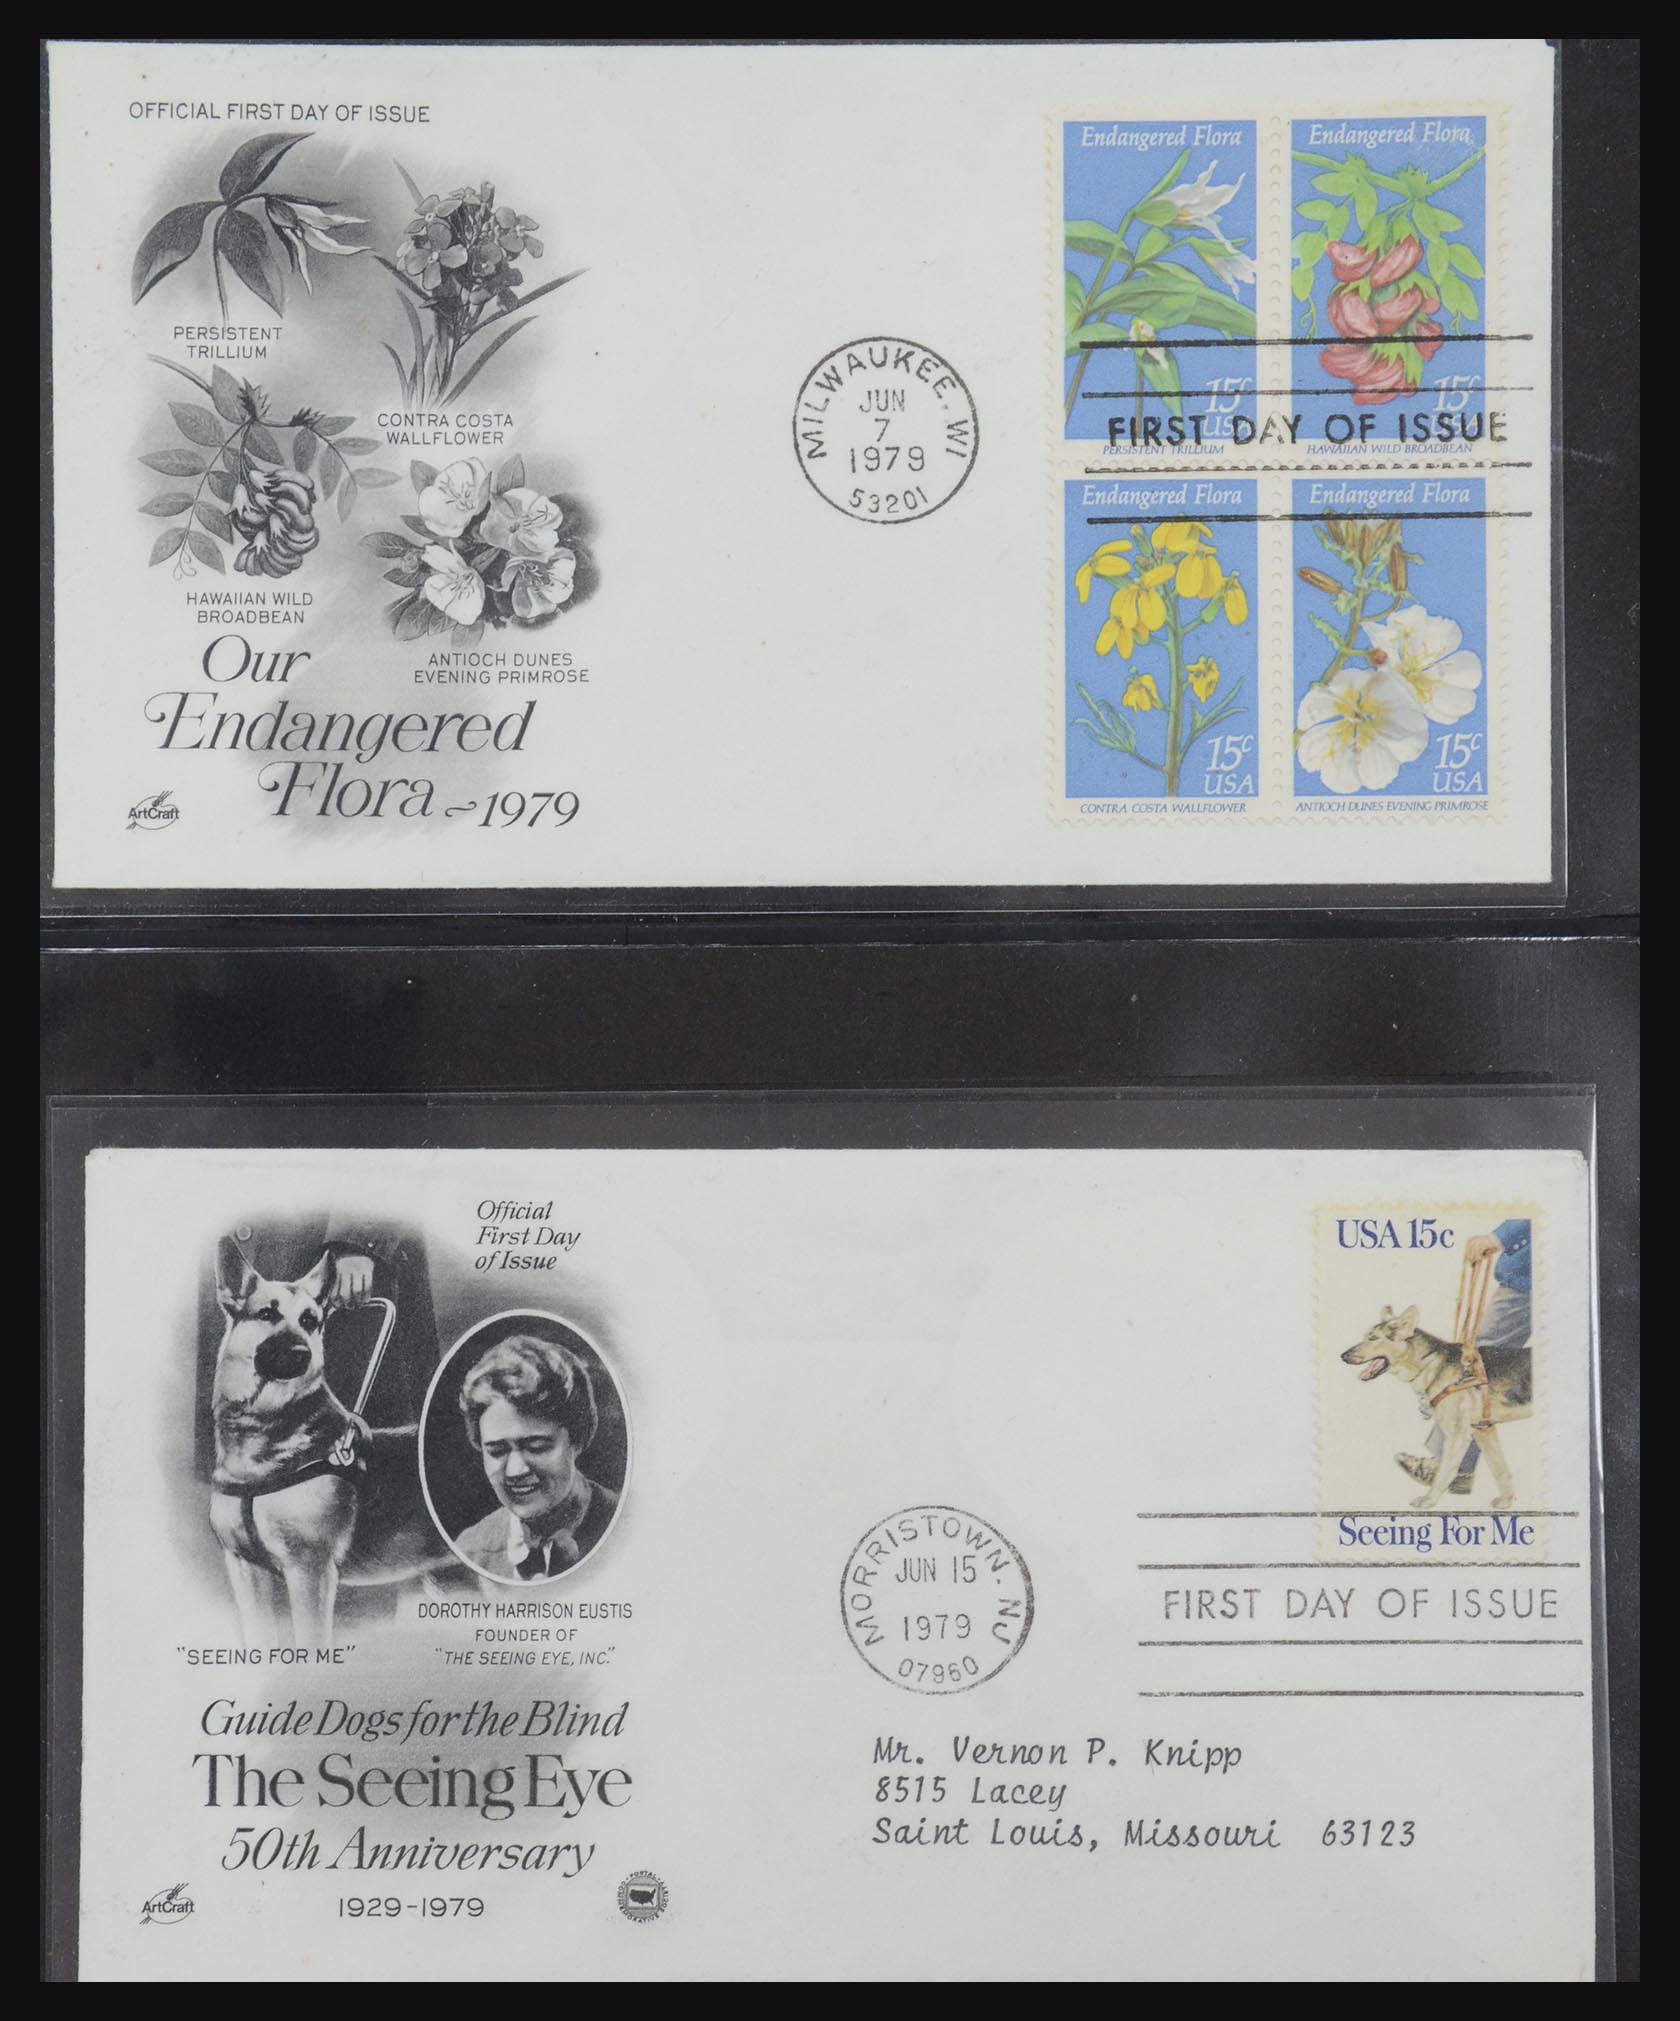 OFFICIAL FIRST DAY OF ISSUE
PERSISTENT
TRILLIUM
CONTRA COSTA
WALLFLOWER
HAWAIIAN WILD
BROADBEAN
ANTIOCH DUNES
EVENING PRIMROSE
Our
Endangered
Flora ~ 1979
ArtCraft
MILWAUKEE, WI
JUN
7
1979
53201
Endangered Flora
15c
USA
PERSISTENT TRILLIUM
Endangered Flora
15c
USA
HAWAIIAN WILD BROADBEAN
FIRST DAY OF ISSUE
Endangered Flora
15c
USA
CONTRA COSTA WALLFLOWER
Endangered Flora
15c
USA
ANTIOCH DUNES EVENING PRIMROSE
Official
First Day
of Issue
"SEEING FOR ME"
DOROTHY HARRISON EUSTIS
FOUNDER OF
"THE SEEING EYE, INC."
Guide Dogs for the Blind
The Seeing Eye
50th Anniversary
1929-1979
ArtCraft
POSTAL COMMEMORATIVE SOCIETY
MORRISTOWN, NJ
JUN 15
1979
07960
USA 15c
Seeing For Me
FIRST DAY OF ISSUE
Mr. Vernon P. Knipp
8515 Lacey
Saint Louis, Missouri 63123